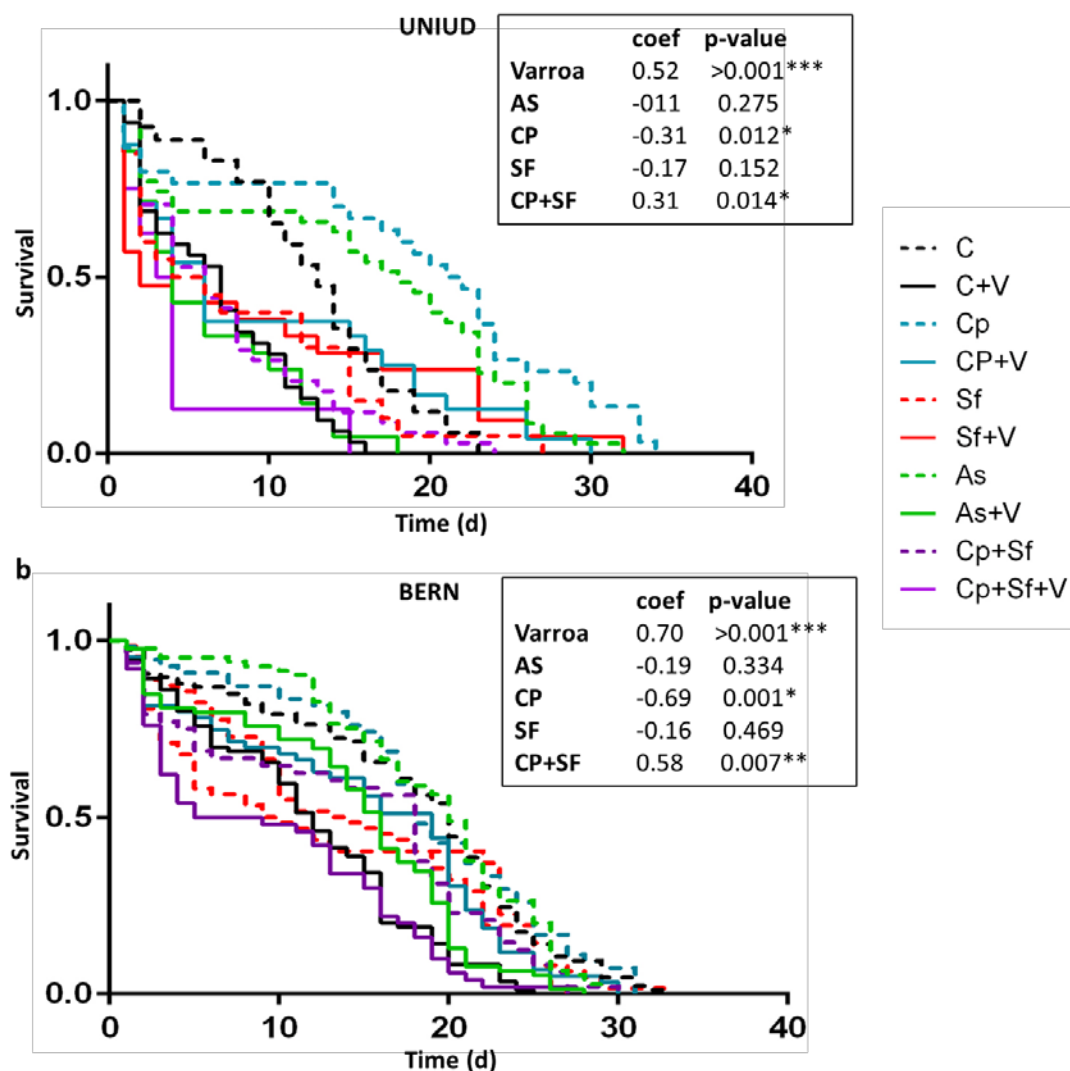 UNIUD
coef p-value
Varroa 0.52 >0.001***
AS -011 0.275
CP -0.31 0.012*
SF -0.17 0.152
CP+SF 0.31 0.014*
1.0
0.5
0.0
Survival
0 10 20 30 40
Time (d)
C
C+V
Cp
CP+V
Sf
Sf+V
As
As+V
Cp+Sf
Cp+Sf+V
b
BERN
coef p-value
Varroa 0.70 >0.001***
AS -0.19 0.334
CP -0.69 0.001*
SF -0.16 0.469
CP+SF 0.58 0.007**
1.0
0.5
0.0
Survival
0 10 20 30 40
Time (d)